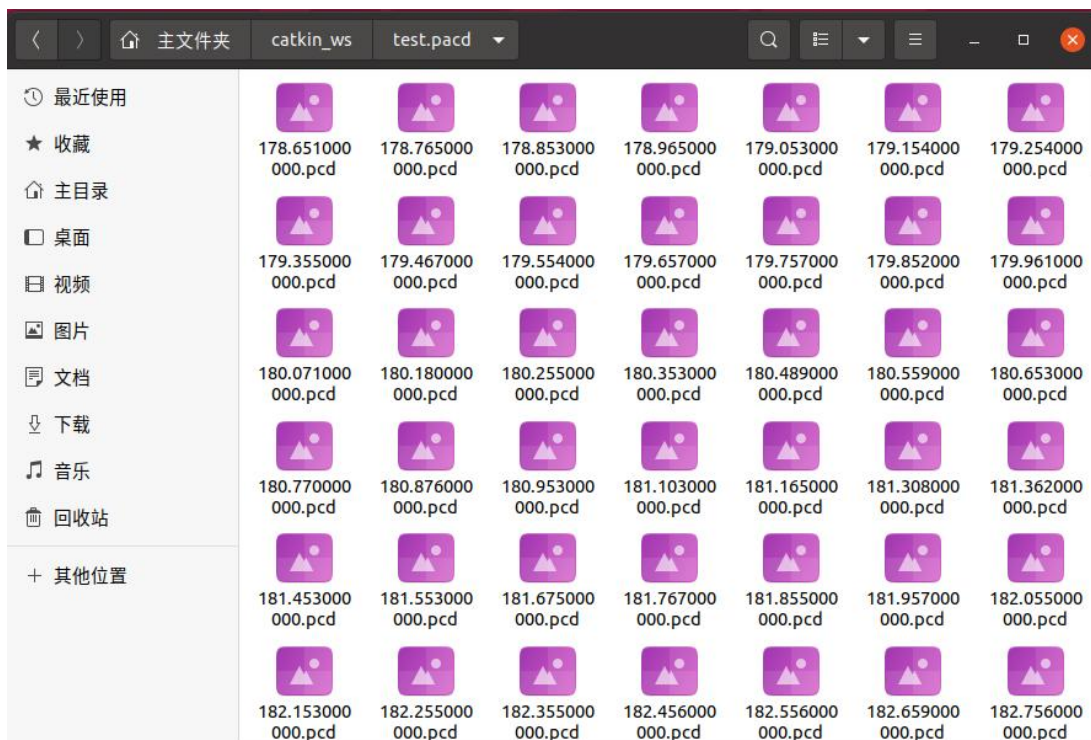 主文件夹 catkin_ws test.pacd
最近使用
收藏
主目录
桌面
视频
图片
文档
下载
音乐
回收站
其他位置
178.651000 178.765000 178.853000 178.965000 179.053000 179.154000 179.254000
000.pcd 000.pcd 000.pcd 000.pcd 000.pcd 000.pcd 000.pcd
179.355000 179.467000 179.554000 179.657000 179.757000 179.852000 179.961000
000.pcd 000.pcd 000.pcd 000.pcd 000.pcd 000.pcd 000.pcd
180.071000 180.180000 180.255000 180.353000 180.489000 180.559000 180.653000
000.pcd 000.pcd 000.pcd 000.pcd 000.pcd 000.pcd 000.pcd
180.770000 180.876000 180.953000 181.103000 181.165000 181.308000 181.362000
000.pcd 000.pcd 000.pcd 000.pcd 000.pcd 000.pcd 000.pcd
181.453000 181.553000 181.675000 181.767000 181.855000 181.957000 182.055000
000.pcd 000.pcd 000.pcd 000.pcd 000.pcd 000.pcd 000.pcd
182.153000 182.255000 182.355000 182.456000 182.556000 182.659000 182.756000
000.pcd 000.pcd 000.pcd 000.pcd 000.pcd 000.pcd 000.pcd